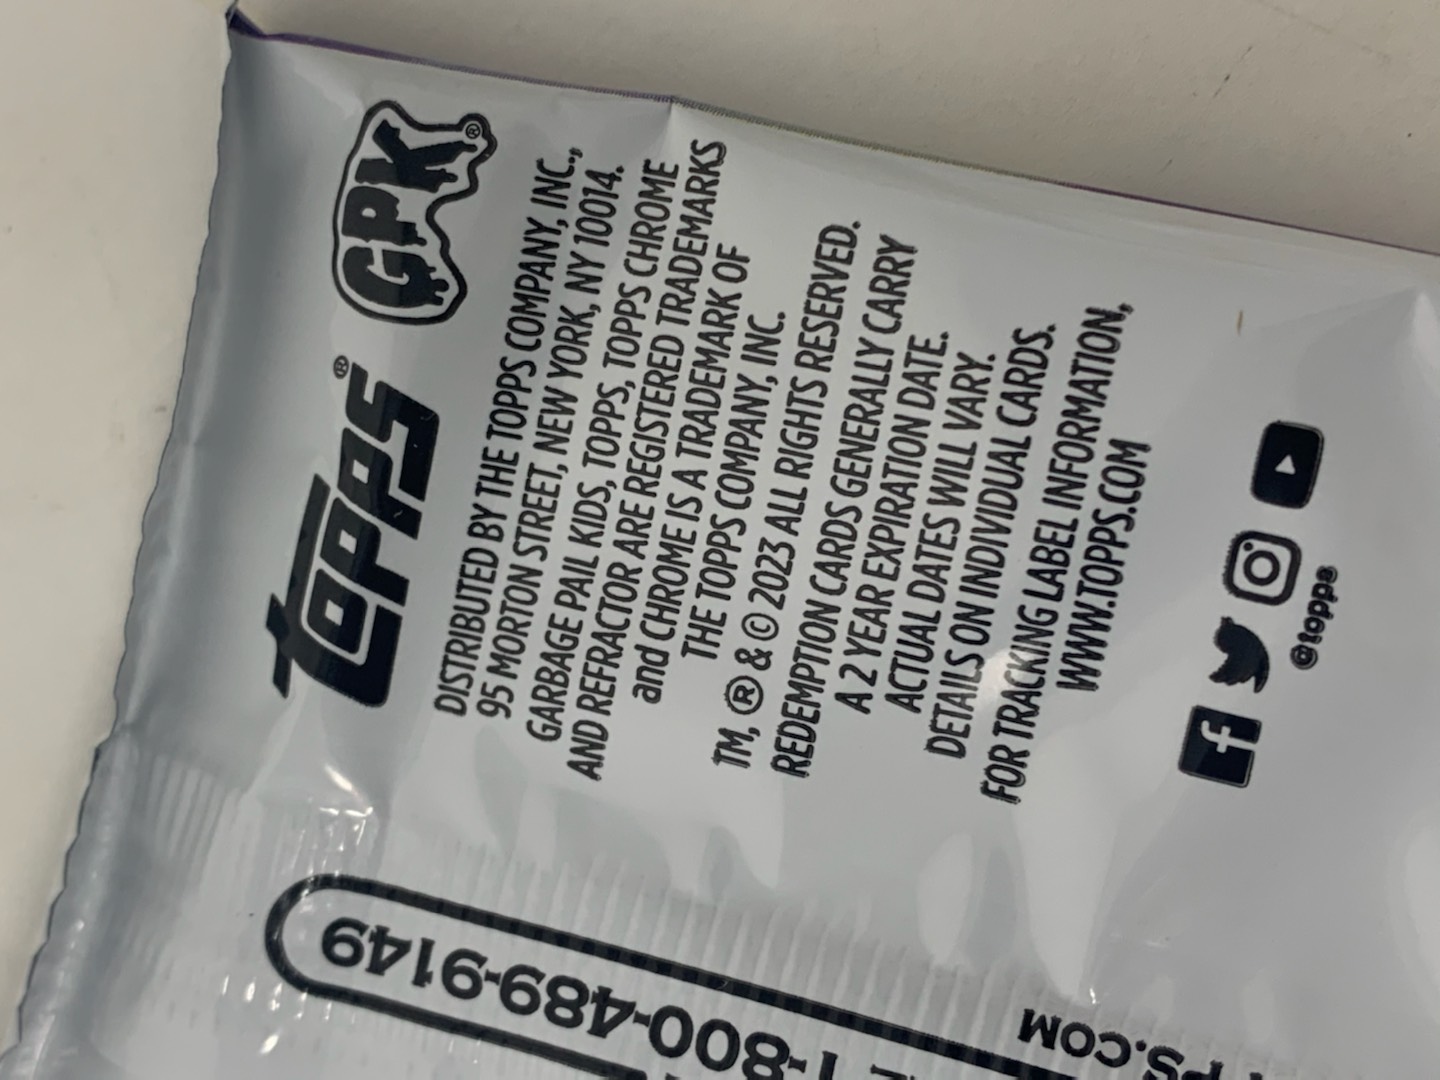 topps® GPK®
DISTRIBUTED BY THE TOPPS COMPANY, INC.,
95 MORTON STREET, NEW YORK, NY 10014.
GARBAGE PAIL KIDS, TOPPS, TOPPS CHROME
AND REFRACTOR ARE REGISTERED TRADEMARKS
and CHROME IS A TRADEMARK OF
THE TOPPS COMPANY, INC.
TM, ® & © 2023 ALL RIGHTS RESERVED.
REDEMPTION CARDS GENERALLY CARRY
A 2 YEAR EXPIRATION DATE.
ACTUAL DATES WILL VARY.
DETAILS ON INDIVIDUAL CARDS.
FOR TRACKING LABEL INFORMATION,
WWW.TOPPS.COM
f
@topps
1-800-489-9149
PS.COM